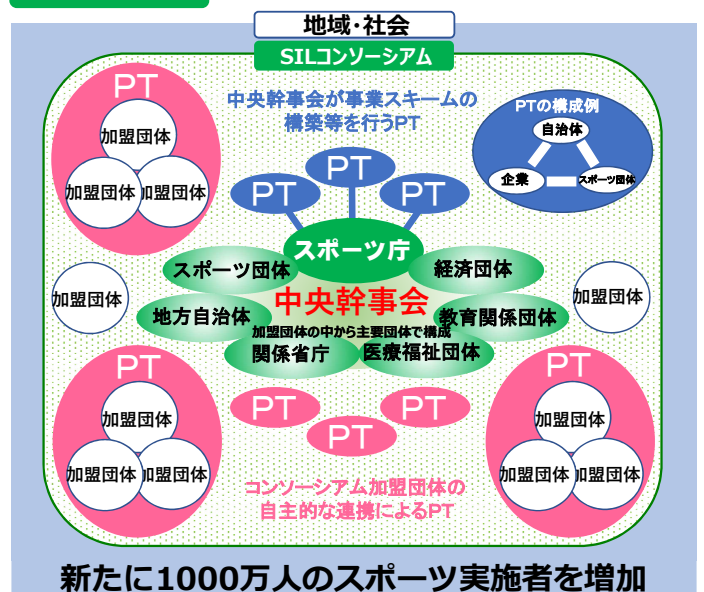 地域･社会
SILコンソーシアム
PT
加盟団体
加盟団体
加盟団体
中央幹事会が事業スキームの
構築等を行うPT
PTの構成例
自治体
企業
スポーツ団体
PT
PT
PT
スポーツ庁
スポーツ団体
経済団体
加盟団体
中央幹事会
加盟団体
地方自治体
教育関係団体
加盟団体の中から主要団体で構成
関係省庁
医療福祉団体
PT
加盟団体
加盟団体
加盟団体
PT
PT
PT
PT
加盟団体
加盟団体
加盟団体
コンソーシアム加盟団体の
自主的な連携によるPT
新たに1000万人のスポーツ実施者を増加